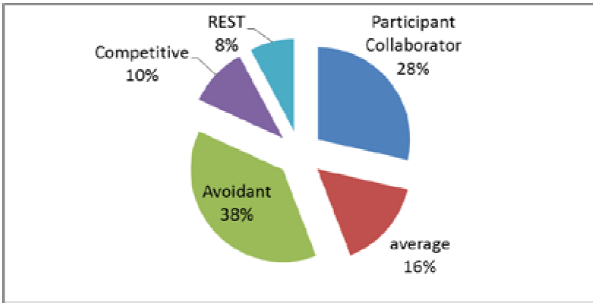 REST
8%
Participant
Collaborator
28%
Competitive
10%
Avoidant
38%
average
16%